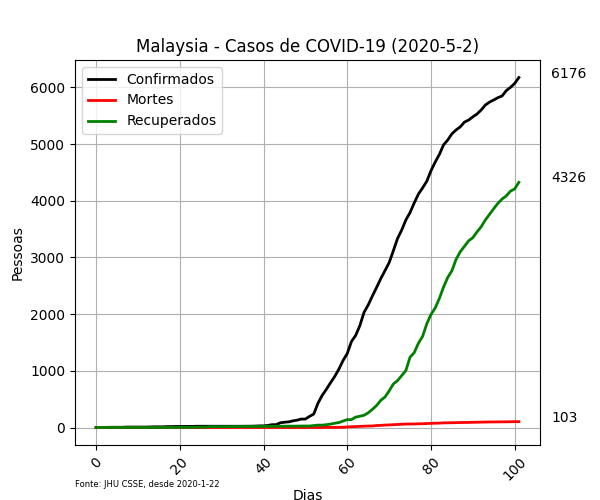 Malaysia - Casos de COVID-19 (2020-5-2)
Confirmados
Mortes
Recuperados
6176
4326
103
Pessoas
6000
5000
4000
3000
2000
1000
0
0 20 40 60 80 100
Fonte: JHU CSSE, desde 2020-1-22
Dias